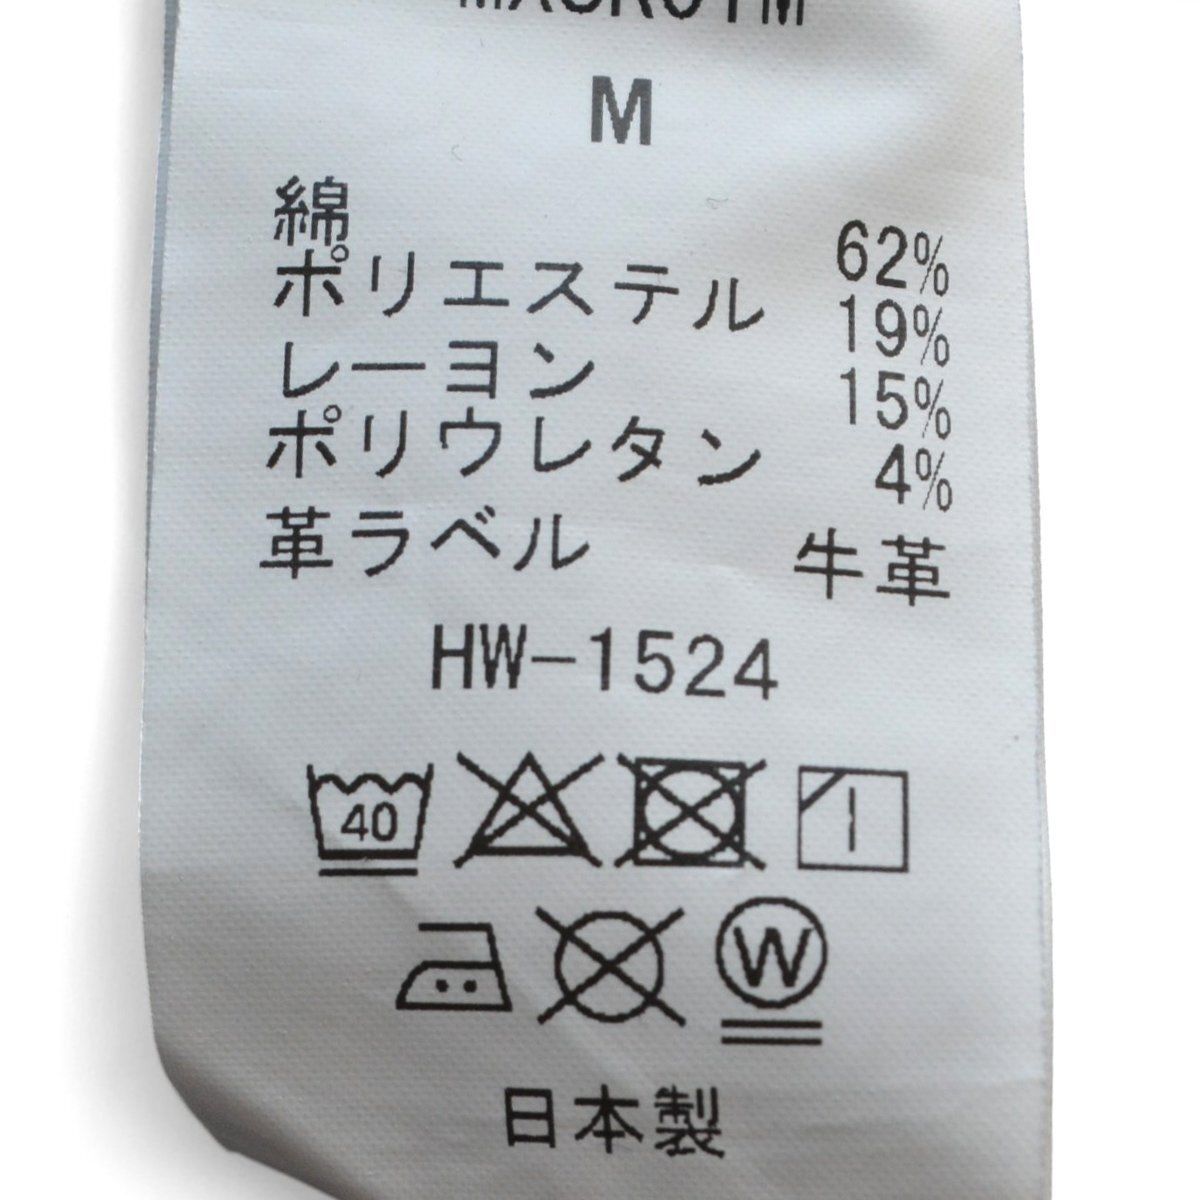 M
綿 62%
ポリエステル 19%
レーヨン 15%
ポリウレタン 4%
革ラベル 牛革
HW-1524
40
W
日本製